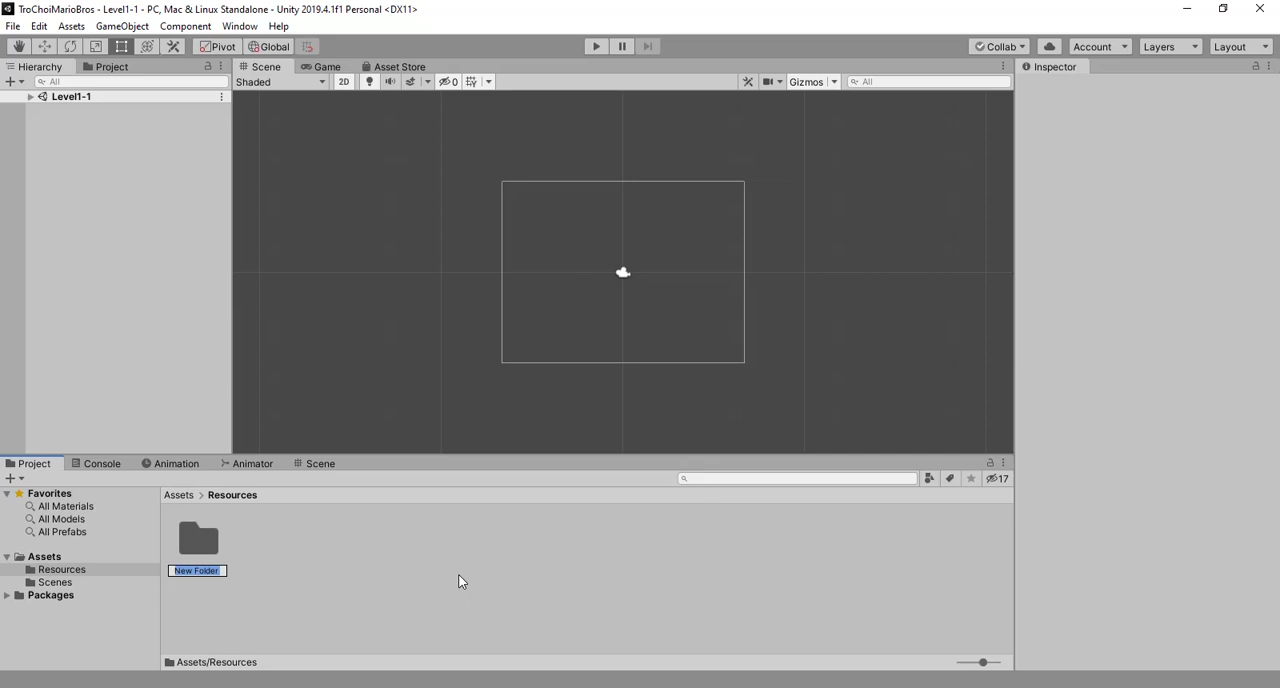 TroChoiMarioBros - Level1-1 - PC, Mac & Linux Standalone - Unity 2019.4.1f1 Personal <DX11>
File Edit Assets GameObject Component Window Help
Pivot Global Collab Account Layers Layout
Hierarchy Project Scene Game Asset Store Inspector
All Shaded 2D 0 Gizmos All
Level1-1
Project Console Animation Animator Scene
17
Favorites
All Materials
All Models
All Prefabs
Assets
Resources
Scenes
Packages
Assets > Resources
New Folder
Assets/Resources